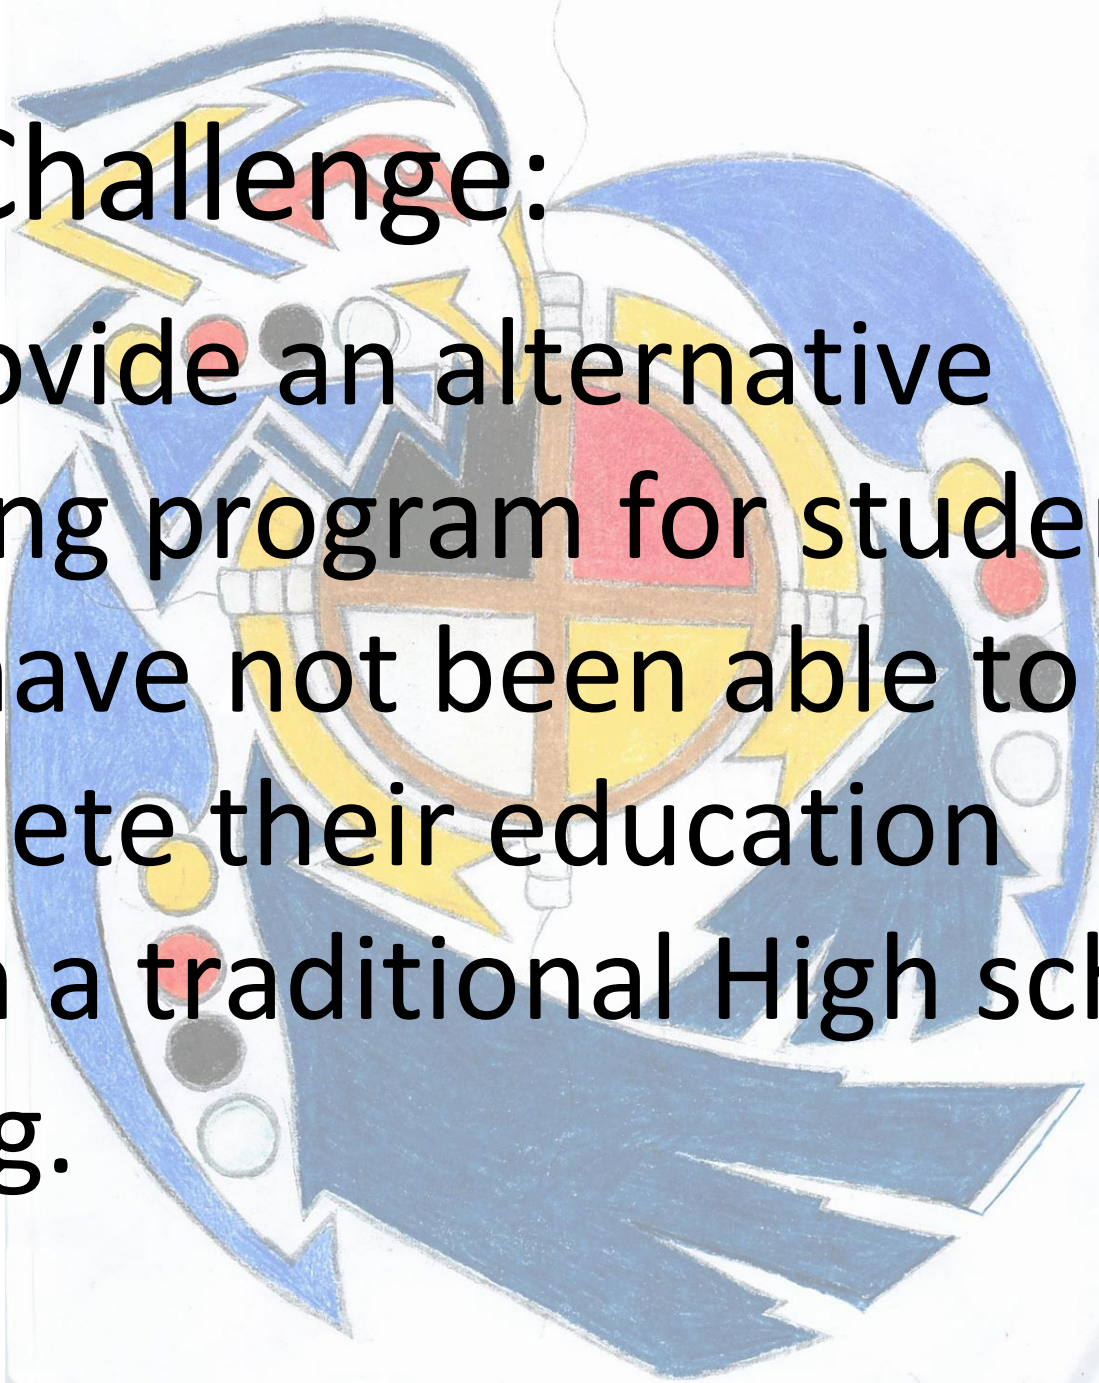 Challenge:
ovide an alternative
ng program for studen
have not been able to
ete their education
n a traditional High sch
g.